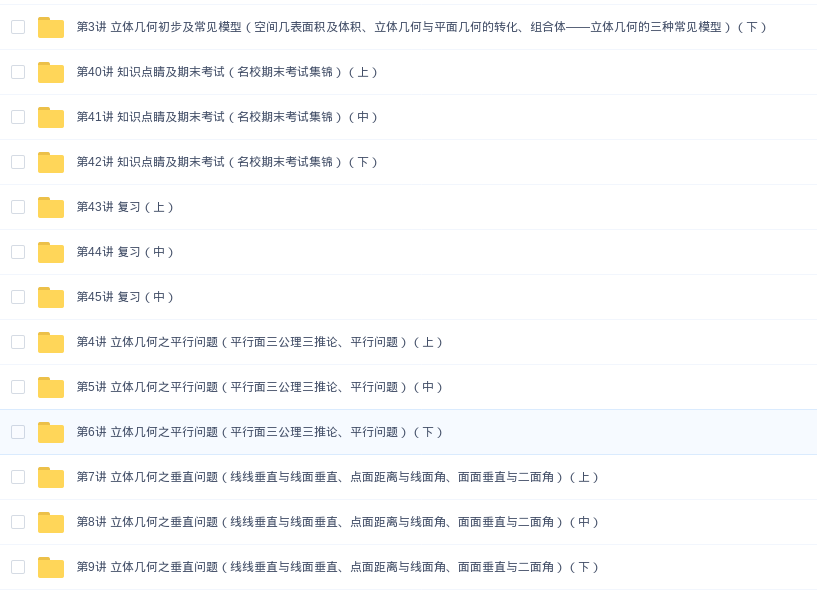 第3讲 立体几何初步及常见模型（空间几表面积及体积、立体几何与平面几何的转化、组合体——立体几何的三种常见模型）（下）
第40讲 知识点睛及期末考试（名校期末考试集锦）（上）
第41讲 知识点睛及期末考试（名校期末考试集锦）（中）
第42讲 知识点睛及期末考试（名校期末考试集锦）（下）
第43讲 复习（上）
第44讲 复习（中）
第45讲 复习（中）
第4讲 立体几何之平行问题（平行面三公理三推论、平行问题）（上）
第5讲 立体几何之平行问题（平行面三公理三推论、平行问题）（中）
第6讲 立体几何之平行问题（平行面三公理三推论、平行问题）（下）
第7讲 立体几何之垂直问题（线线垂直与线面垂直、点面距离与线面角、面面垂直与二面角）（上）
第8讲 立体几何之垂直问题（线线垂直与线面垂直、点面距离与线面角、面面垂直与二面角）（中）
第9讲 立体几何之垂直问题（线线垂直与线面垂直、点面距离与线面角、面面垂直与二面角）（下）